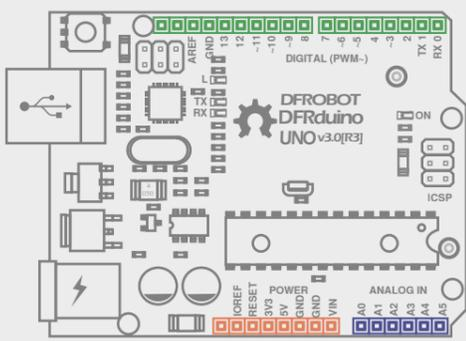 AREF
GND
13
12
~11
~10
~9
8
7
~6
~5
4
~3
2
TX 1
RX 0
DIGITAL (PWM~)
L
TX
RX
DFROBOT
DFRduino
UNO v3.0[R3]
ON
ICSP
POWER
ANALOG IN
IOREF
RESET
3V3
5V
GND
GND
VIN
A0
A1
A2
A3
A4
A5